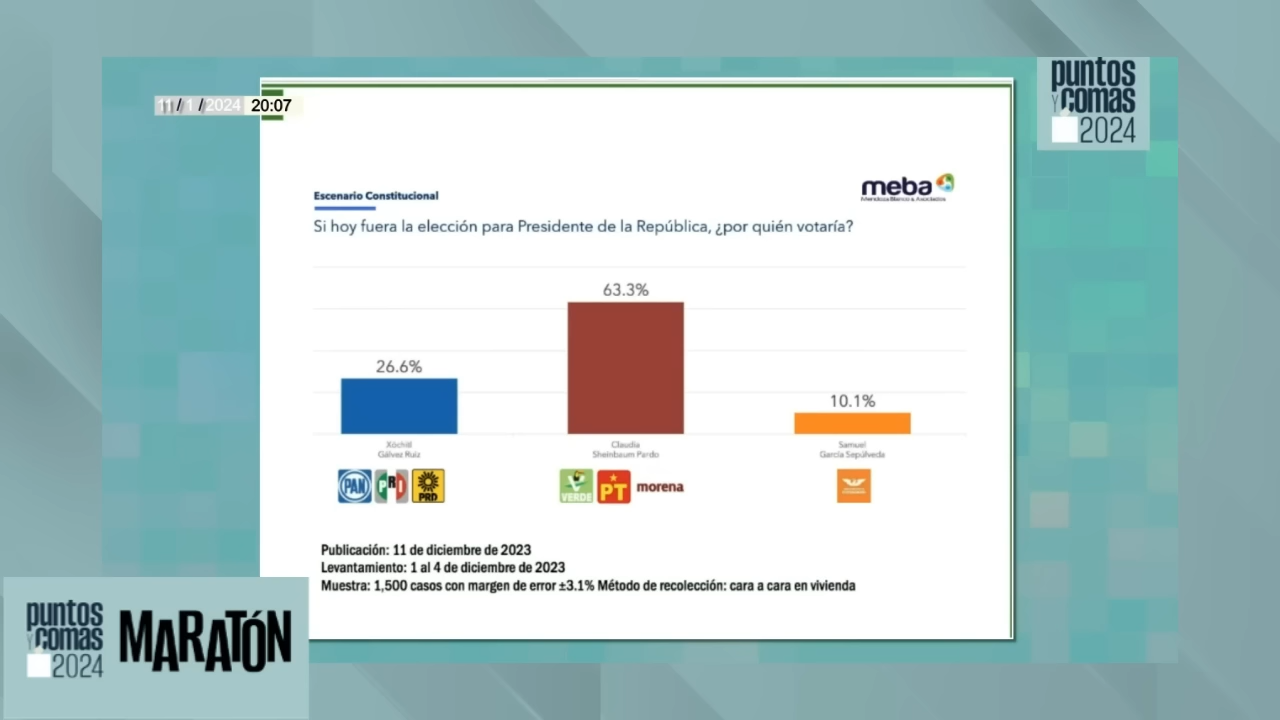 11/ 1 /2024 20:07
puntos
y comas
2024
meba
Mendoza Blanco & Asociados
Escenario Constitucional
Si hoy fuera la elección para Presidente de la República, ¿por quién votaría?
63.3%
26.6%
10.1%
Xóchitl
Gálvez Ruiz
Claudia
Sheinbaum Pardo
Samuel
García Sepúlveda
PAN PRI PRD
VERDE PT morena
Publicación: 11 de diciembre de 2023
Levantamiento: 1 al 4 de diciembre de 2023
Muestra: 1,500 casos con margen de error ±3.1% Método de recolección: cara a cara en vivienda
puntos
y comas
2024
MARATÓN